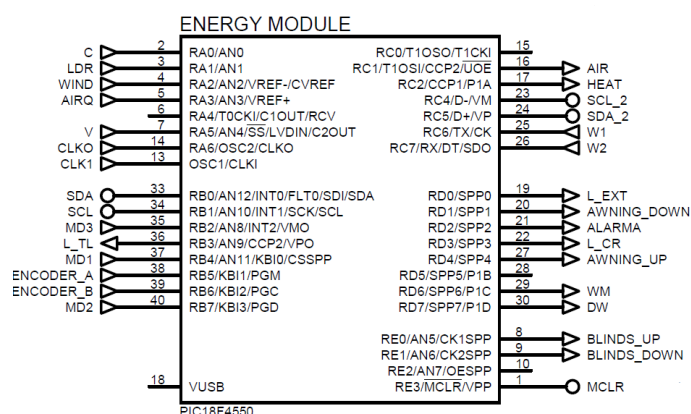 ENERGY MODULE
C 2 RA0/AN0 RC0/T1OSO/T1CKI 15
LDR 3 RA1/AN1 RC1/T1OSI/CCP2/UOE 16 AIR
WIND 4 RA2/AN2/VREF-/CVREF RC2/CCP1/P1A 17 HEAT
AIRQ 5 RA3/AN3/VREF+ RC4/D-/VM 23 SCL_2
6 RA4/T0CKI/C1OUT/RCV RC5/D+/VP 24 SDA_2
V 7 RA5/AN4/SS/LVDIN/C2OUT RC6/TX/CK 25 W1
CLKO 14 RA6/OSC2/CLKO RC7/RX/DT/SDO 26 W2
CLK1 13 OSC1/CLKI
SDA 33 RB0/AN12/INT0/FLT0/SDI/SDA RD0/SPP0 19 L_EXT
SCL 34 RB1/AN10/INT1/SCK/SCL RD1/SPP1 20 AWNING_DOWN
MD3 35 RB2/AN8/INT2/VMO RD2/SPP2 21 ALARMA
L_TL 36 RB3/AN9/CCP2/VPO RD3/SPP3 22 L_CR
MD1 37 RB4/AN11/KBI0/CSSPP RD4/SPP4 27 AWNING_UP
ENCODER_A 38 RB5/KBI1/PGM RD5/SPP5/P1B 28
ENCODER_B 39 RB6/KBI2/PGC RD6/SPP6/P1C 29 WM
MD2 40 RB7/KBI3/PGD RD7/SPP7/P1D 30 DW
RE0/AN5/CK1SPP 8 BLINDS_UP
RE1/AN6/CK2SPP 9 BLINDS_DOWN
RE2/AN7/OESPP 10
18 VUSB RE3/MCLR/VPP 1 MCLR
PIC18F4550